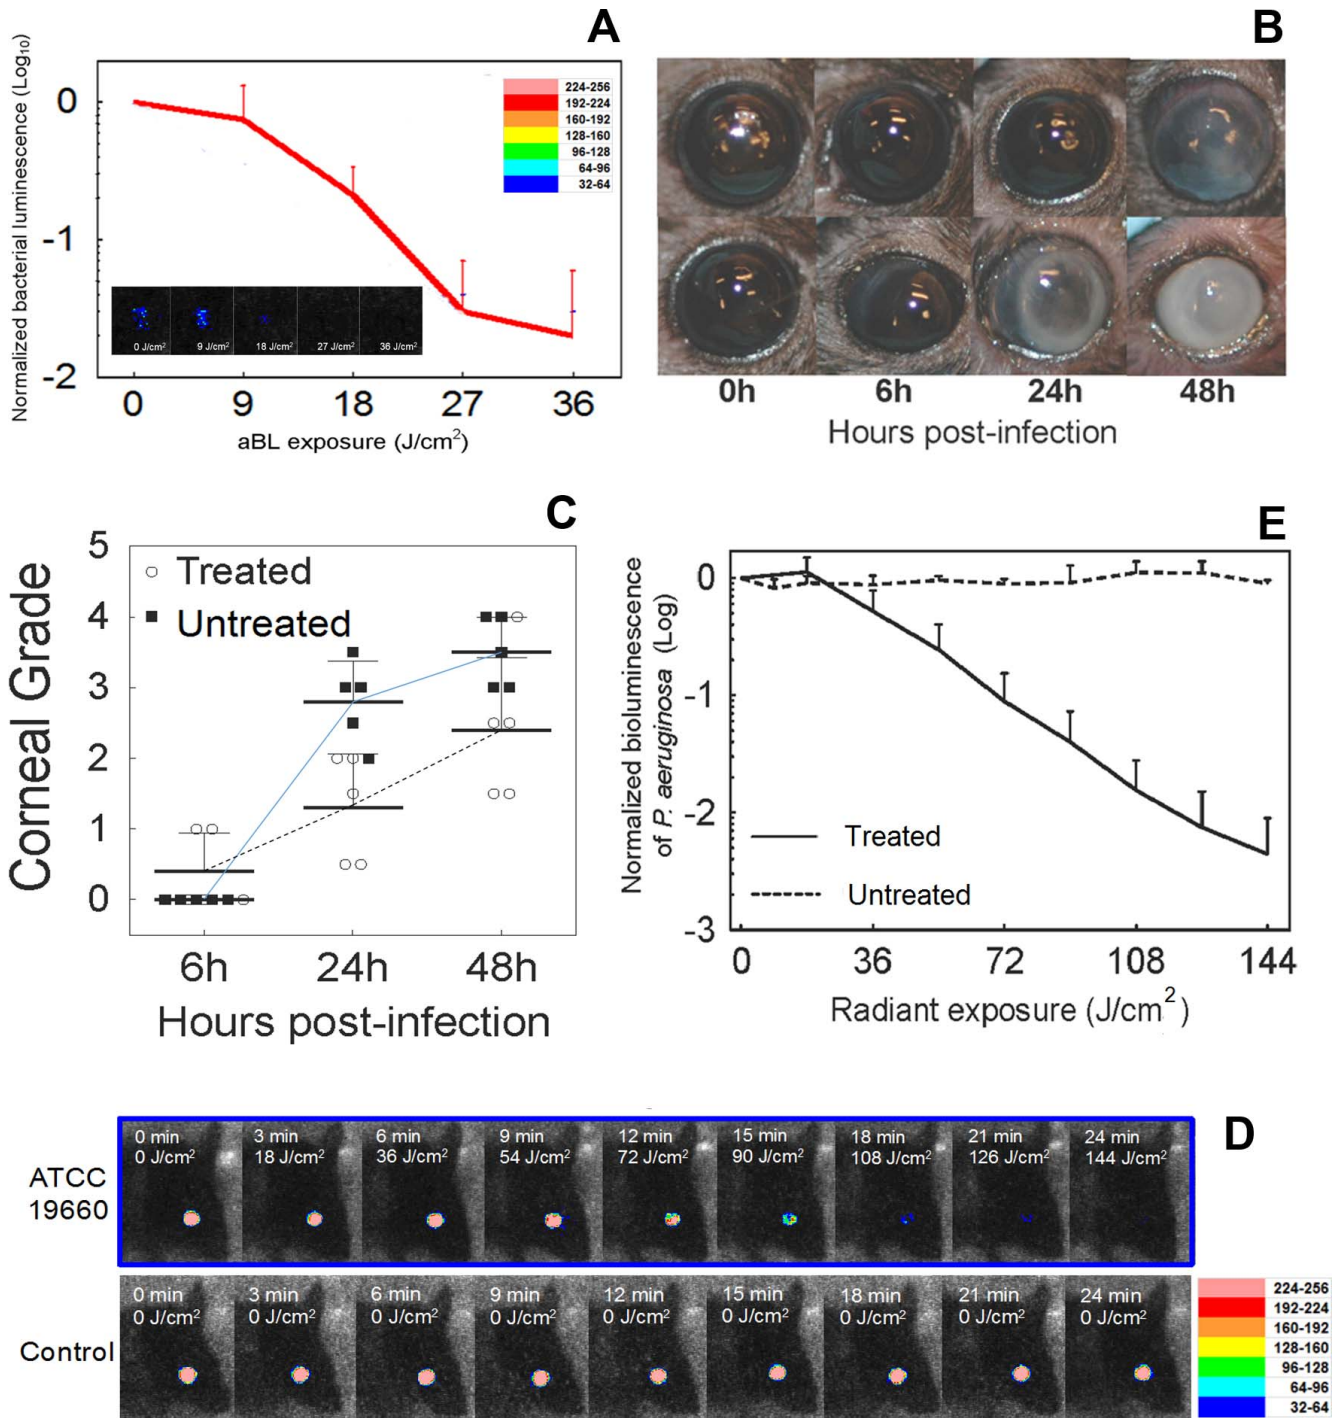 A
Normalized bacterial luminescence (Log10)
0
-1
-2
224-256
192-224
160-192
128-160
96-128
64-96
32-64
0 J/cm2
9 J/cm2
18 J/cm2
27 J/cm2
36 J/cm2
0
9
18
27
36
aBL exposure (J/cm2)
B
0h
6h
24h
48h
Hours post-infection
C
Corneal Grade
5
4
3
2
1
0
Treated
Untreated
6h
24h
48h
Hours post-infection
E
Normalized bioluminescence
of P. aeruginosa (Log)
0
-1
-2
-3
Treated
Untreated
0
36
72
108
144
Radiant exposure (J/cm2)
D
ATCC
19660
0 min
0 J/cm2
3 min
18 J/cm2
6 min
36 J/cm2
9 min
54 J/cm2
12 min
72 J/cm2
15 min
90 J/cm2
18 min
108 J/cm2
21 min
126 J/cm2
24 min
144 J/cm2
Control
0 min
0 J/cm2
3 min
0 J/cm2
6 min
0 J/cm2
9 min
0 J/cm2
12 min
0 J/cm2
15 min
0 J/cm2
18 min
0 J/cm2
21 min
0 J/cm2
24 min
0 J/cm2
224-256
192-224
160-192
128-160
96-128
64-96
32-64